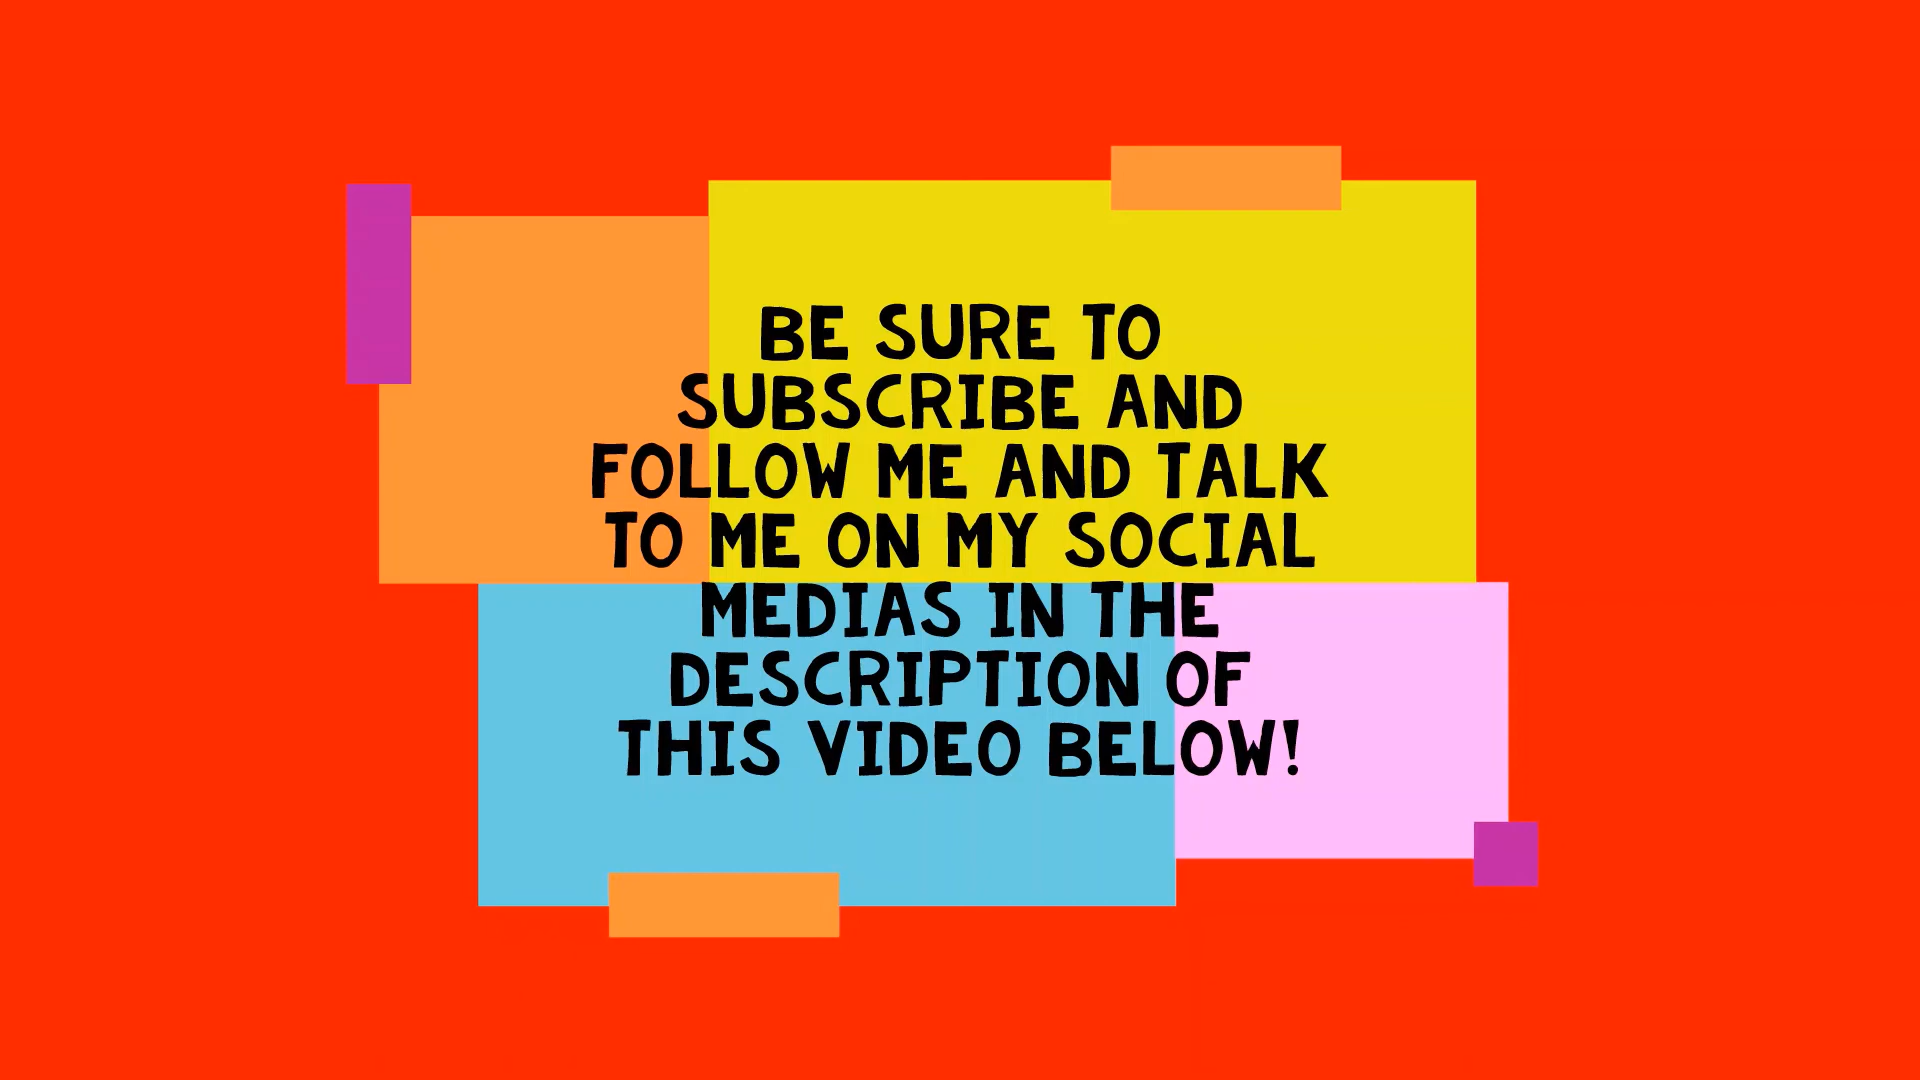 BE SURE TO
SUBSCRIBE AND
FOLLOW ME AND TALK
TO ME ON MY SOCIAL
MEDIAS IN THE
DESCRIPTION OF
THIS VIDEO BELOW!